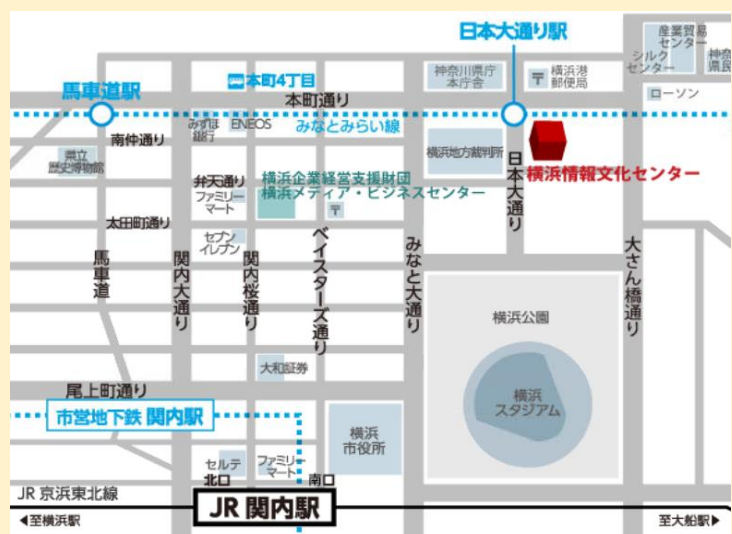 日本大通り駅
産業貿易
センター
シルク
センター
神奈川
県民
神奈川県庁
本庁舎
横浜港
郵便局
馬車道駅
本町4丁目
本町通り
ローソン
南仲通り
みずほ
銀行
ENEOS
みなとみらい線
県立
歴史博物館
横浜地方裁判所
日本大通り
横浜情報文化センター
弁天通り
ファミリー
マート
横浜企業経営支援財団
横浜メディア・ビジネスセンター
太田町通り
セブン
イレブン
馬車道
関内大通り
関内桜通り
ベイスターズ通り
みなと大通り
大さん橋通り
横浜公園
大和証券
横浜
スタジアム
尾上町通り
市営地下鉄 関内駅
横浜
市役所
セルテ
ファミリー
マート
北口
南口
JR 京浜東北線
JR 関内駅
◀至横浜駅
至大船駅▶